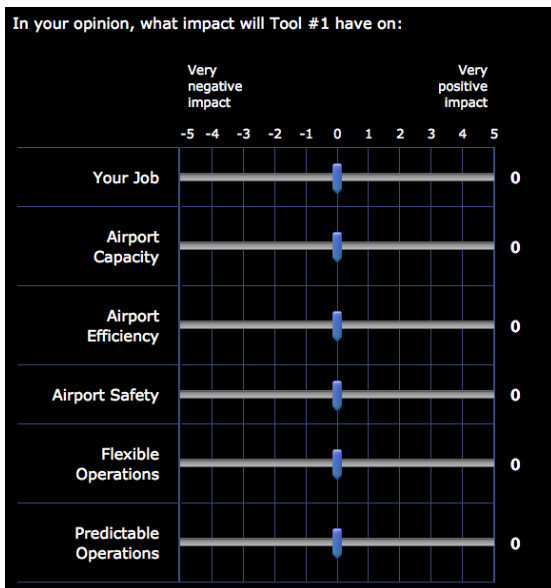 In your opinion, what impact will Tool #1 have on:
Very
negative
impact
Very
positive
impact
-5 -4 -3 -2 -1 0 1 2 3 4 5
Your Job 0
Airport
Capacity 0
Airport
Efficiency 0
Airport Safety 0
Flexible
Operations 0
Predictable
Operations 0